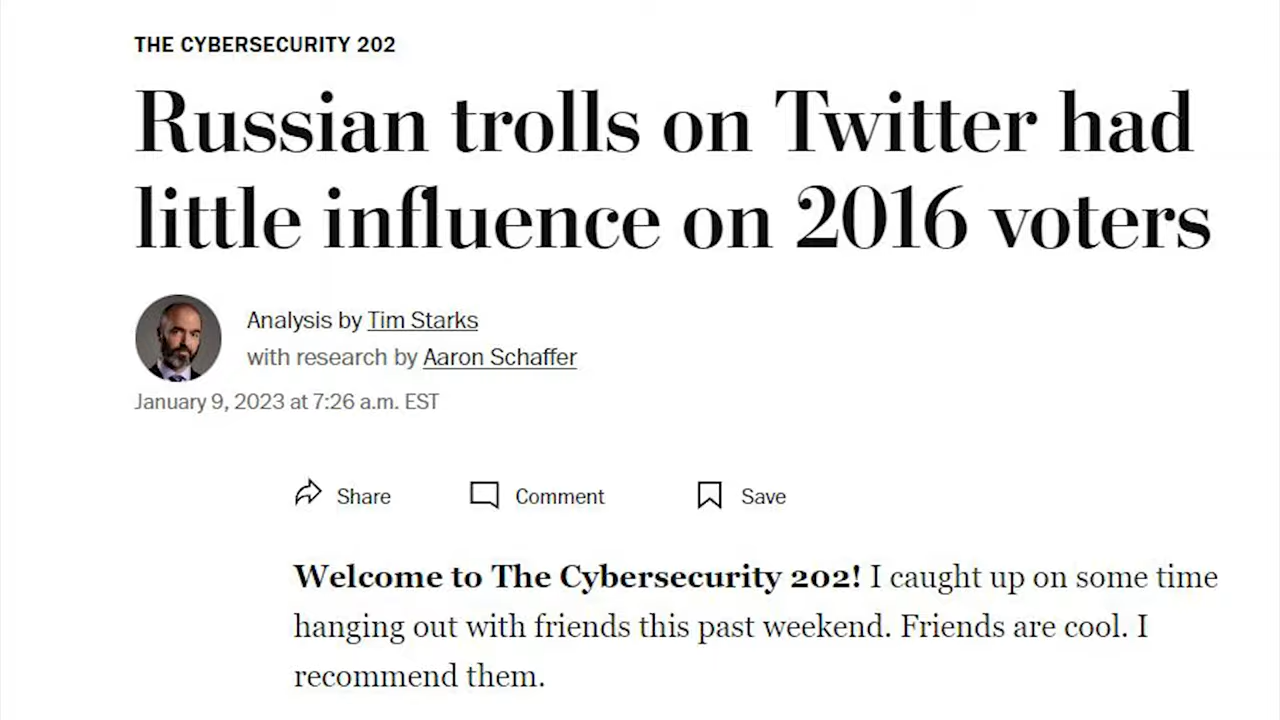 THE CYBERSECURITY 202
Russian trolls on Twitter had
little influence on 2016 voters
Analysis by Tim Starks
with research by Aaron Schaffer
January 9, 2023 at 7:26 a.m. EST
Share Comment Save
Welcome to The Cybersecurity 202! I caught up on some time
hanging out with friends this past weekend. Friends are cool. I
recommend them.